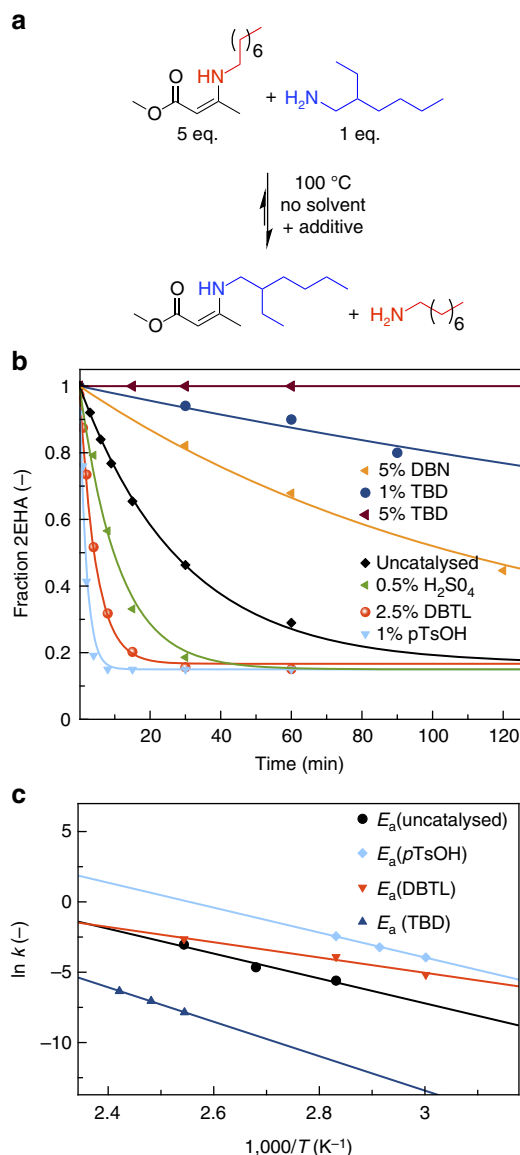 a
( )6
O HN
O
5 eq.
+
H2N
1 eq.
100 °C
no solvent
+ additive
O HN
O
+ H2N ( )6
b
Fraction 2EHA (–)
1
0.8
0.6
0.4
0.2
0
5% DBN
1% TBD
5% TBD
Uncatalysed
0.5% H2S04
2.5% DBTL
1% pTsOH
20 40 60 80 100 120
Time (min)
c
ln k (–)
5
0
–5
–10
Ea(uncatalysed)
Ea(pTsOH)
Ea(DBTL)
Ea (TBD)
2.4 2.6 2.8 3
1,000/T (K–1)